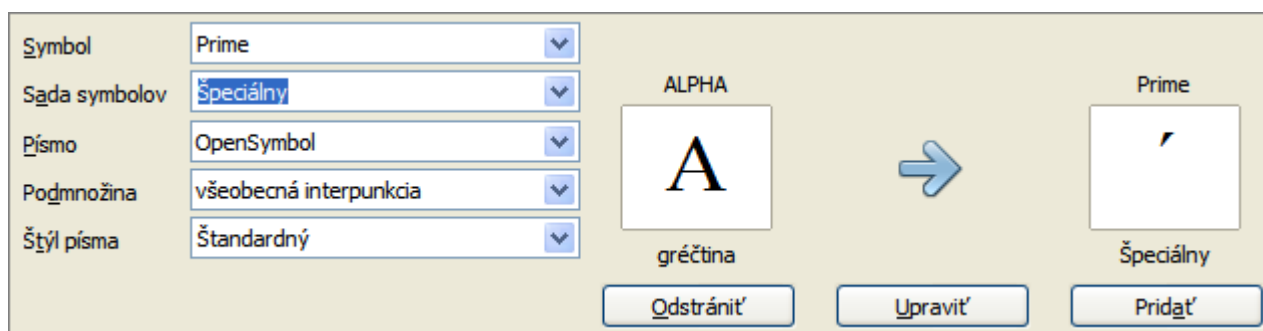 Symbol Prime
Sada symbolov Špeciálny
Písmo OpenSymbol
Podmnožina všeobecná interpunkcia
Štýl písma Štandardný
ALPHA
A
gréčtina
Prime
ʹ
Špeciálny
Odstrániť Upraviť Pridať